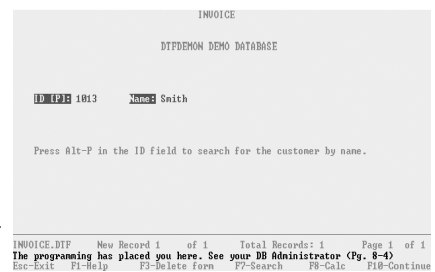 INVOICE
DTFDEMON DEMO DATABASE
ID [P]: 1013 Name: Smith
Press Alt-P in the ID field to search for the customer by name.
INVOICE.DTF New Record 1 of 1 Total Records: 1 Page 1 of 1
The programming has placed you here. See your DB Administrator (Pg. 8-4)
Esc-Exit F1-Help F3-Delete form F7-Search F8-Calc F10-Continue